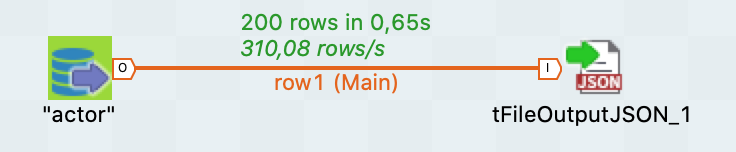 200 rows in 0,65s
310,08 rows/s
O
I
row1 (Main)
JSON
"actor"
tFileOutputJSON_1